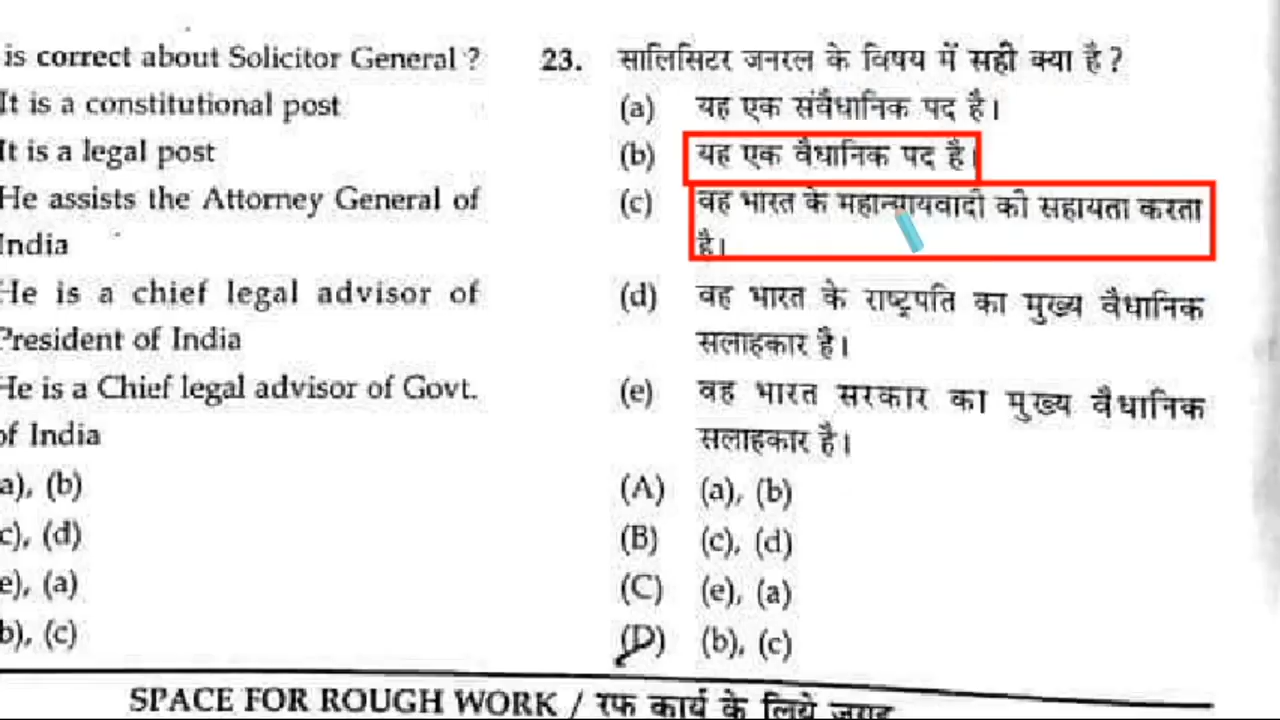 is correct about Solicitor General ?
It is a constitutional post
It is a legal post
He assists the Attorney General of
India
He is a chief legal advisor of
President of India
He is a Chief legal advisor of Govt.
of India
a), (b)
c), (d)
e), (a)
b), (c)
23. सालिसिटर जनरल के विषय में सही क्या है ?
(a) यह एक संवैधानिक पद है।
(b) यह एक वैधानिक पद है।
(c) वह भारत के महान्यायवादी को सहायता करता
है।
(d) वह भारत के राष्ट्रपति का मुख्य वैधानिक
सलाहकार है।
(e) वह भारत सरकार का मुख्य वैधानिक
सलाहकार है।
(A) (a), (b)
(B) (c), (d)
(C) (e), (a)
(D) (b), (c)
SPACE FOR ROUGH WORK / रफ कार्य के लिये जगह